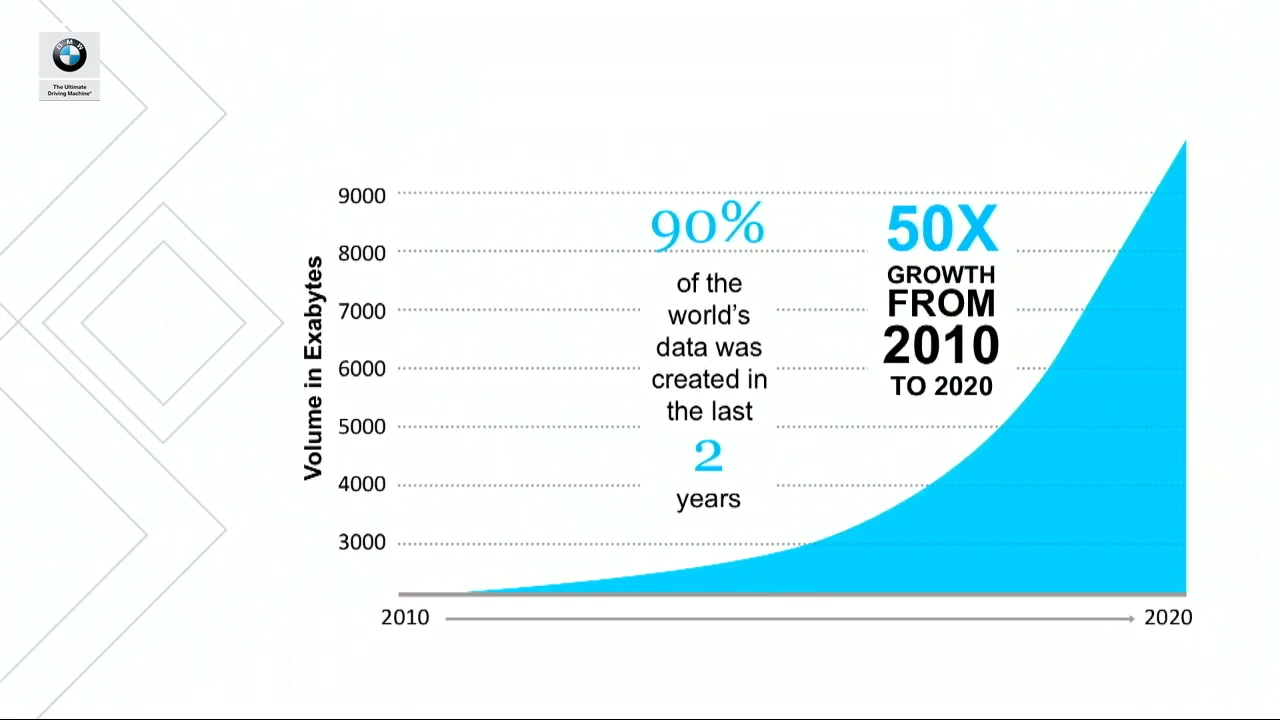 BMW
The Ultimate
Driving Machine®
Volume in Exabytes
9000
8000
7000
6000
5000
4000
3000
90%
of the
world’s
data was
created in
the last
2
years
50X
GROWTH
FROM
2010
TO 2020
2010
2020